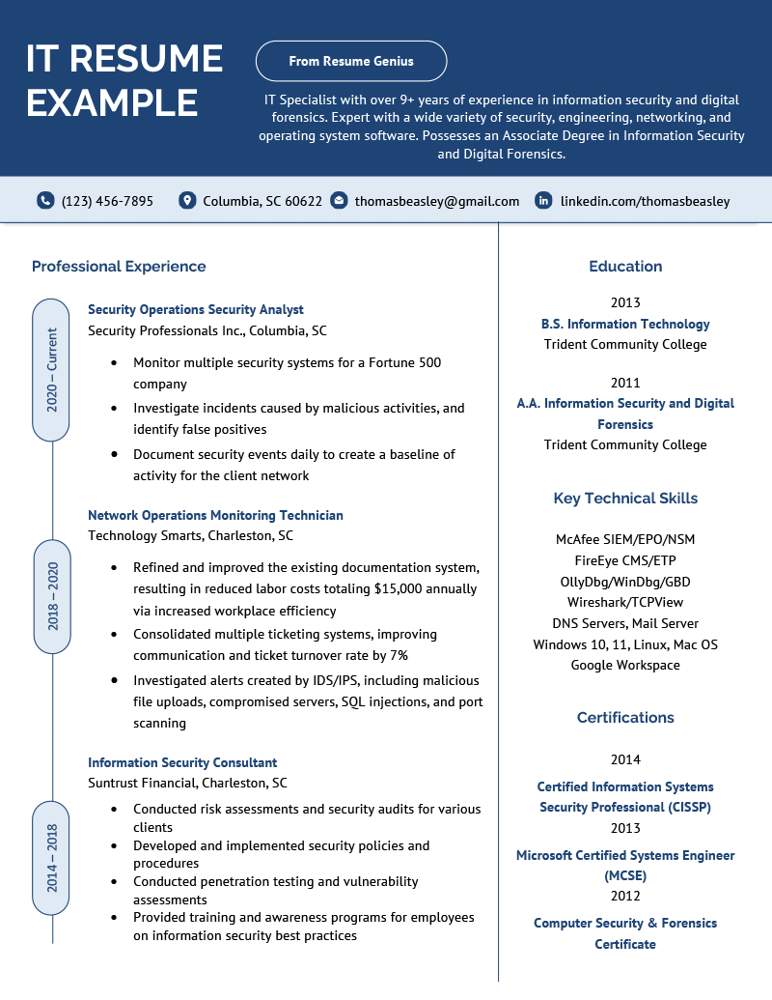 IT RESUME
EXAMPLE
From Resume Genius
IT Specialist with over 9+ years of experience in information security and digital
forensics. Expert with a wide variety of security, engineering, networking, and
operating system software. Possesses an Associate Degree in Information Security
and Digital Forensics.
(123) 456-7895
Columbia, SC 60622
thomasbeasley@gmail.com
linkedin.com/thomasbeasley
Professional Experience
2020 – Current
Security Operations Security Analyst
Security Professionals Inc., Columbia, SC
• Monitor multiple security systems for a Fortune 500
company
• Investigate incidents caused by malicious activities, and
identify false positives
• Document security events daily to create a baseline of
activity for the client network
2018 – 2020
Network Operations Monitoring Technician
Technology Smarts, Charleston, SC
• Refined and improved the existing documentation system,
resulting in reduced labor costs totaling $15,000 annually
via increased workplace efficiency
• Consolidated multiple ticketing systems, improving
communication and ticket turnover rate by 7%
• Investigated alerts created by IDS/IPS, including malicious
file uploads, compromised servers, SQL injections, and port
scanning
2014 – 2018
Information Security Consultant
Suntrust Financial, Charleston, SC
• Conducted risk assessments and security audits for various
clients
• Developed and implemented security policies and
procedures
• Conducted penetration testing and vulnerability
assessments
• Provided training and awareness programs for employees
on information security best practices
Education
2013
B.S. Information Technology
Trident Community College
2011
A.A. Information Security and Digital
Forensics
Trident Community College
Key Technical Skills
McAfee SIEM/EPO/NSM
FireEye CMS/ETP
OllyDbg/WinDbg/GBD
Wireshark/TCPView
DNS Servers, Mail Server
Windows 10, 11, Linux, Mac OS
Google Workspace
Certifications
2014
Certified Information Systems
Security Professional (CISSP)
2013
Microsoft Certified Systems Engineer
(MCSE)
2012
Computer Security & Forensics
Certificate